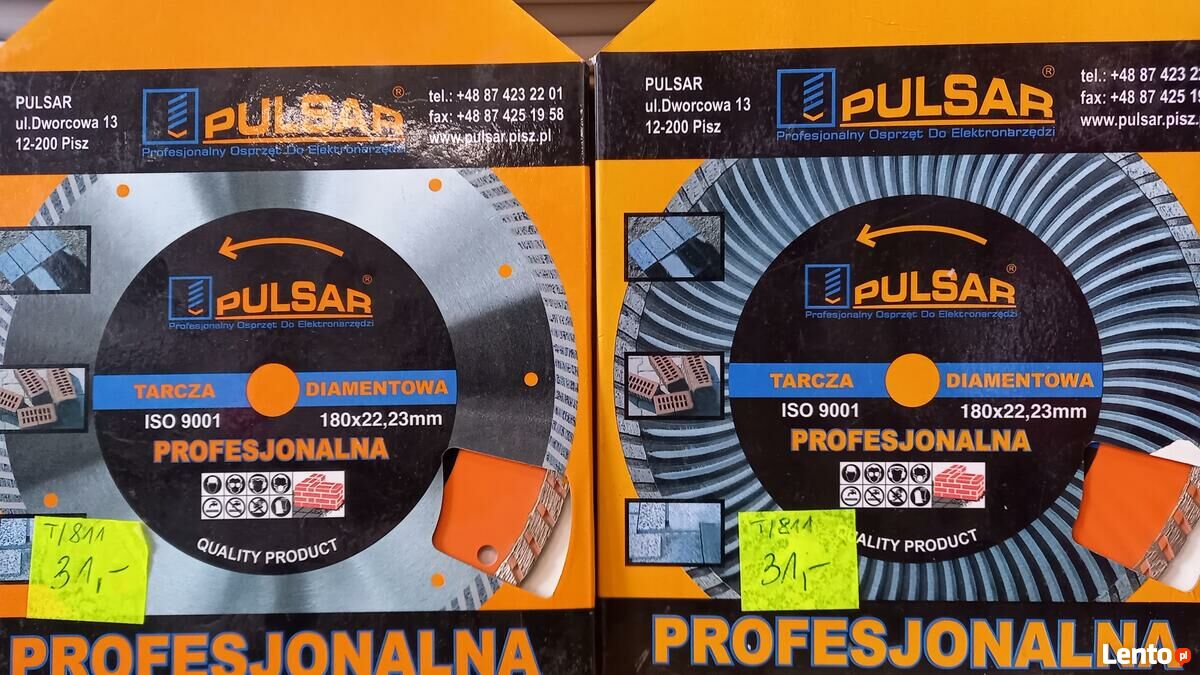 PULSAR
ul.Dworcowa 13
12-200 Pisz
PULSAR®
Profesjonalny Osprzęt Do Elektronarzędzi
tel.: +48 87 423 22 01
fax: +48 87 425 19 58
www.pulsar.pisz.pl
PULSAR®
Profesjonalny Osprzęt Do Elektronarzędzi
TARCZA DIAMENTOWA
ISO 9001 180x22,23mm
PROFESJONALNA
QUALITY PRODUCT
T/811
31,-
PROFESJONALNA
PULSAR
ul.Dworcowa 13
12-200 Pisz
PULSAR®
Profesjonalny Osprzęt Do Elektronarzędzi
tel.: +48 87 423 2
fax: +48 87 425 19
www.pulsar.pisz.
PULSAR®
Profesjonalny Osprzęt Do Elektronarzędzi
TARCZA DIAMENTOWA
ISO 9001 180x22,23mm
PROFESJONALNA
ALITY PRODUCT
T/811
31,-
PROFESJONALNA
Lento.pl